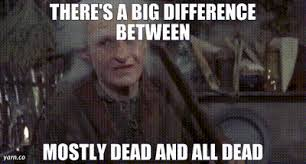 THERE'S A BIG DIFFERENCE
BETWEEN
MOSTLY DEAD AND ALL DEAD
yarn.co